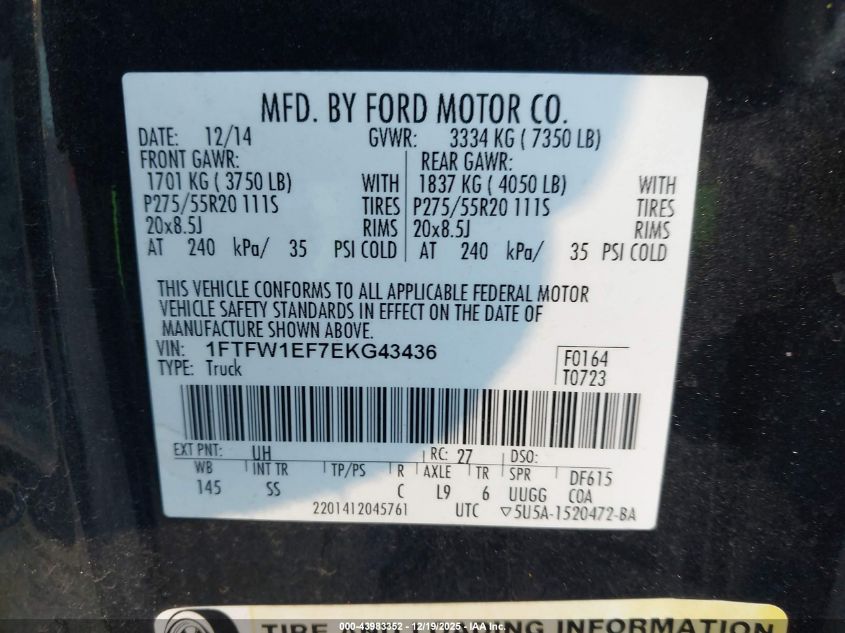 MFD. BY FORD MOTOR CO.
DATE: 12/14 GVWR: 3334 KG ( 7350 LB)
FRONT GAWR: REAR GAWR:
1701 KG ( 3750 LB) WITH 1837 KG ( 4050 LB) WITH
P275/55R20 111S TIRES P275/55R20 111S TIRES
20x8.5J RIMS 20x8.5J RIMS
AT 240 kPa/ 35 PSI COLD AT 240 kPa/ 35 PSI COLD
THIS VEHICLE CONFORMS TO ALL APPLICABLE FEDERAL MOTOR
VEHICLE SAFETY STANDARDS IN EFFECT ON THE DATE OF
MANUFACTURE SHOWN ABOVE.
VIN: 1FTFW1EF7EKG43436 F0164
TYPE: Truck T0723
EXT PNT: UH RC: 27 DSO:
WB INT TR TP/PS R AXLE TR SPR DF615
145 SS C L9 6 UUGG COA
2201412045761 UTC ▽5U5A-1520472-BA
TIRE AND LOADING INFORMATION
000-43983352 - 12/19/2025 - IAA Inc.